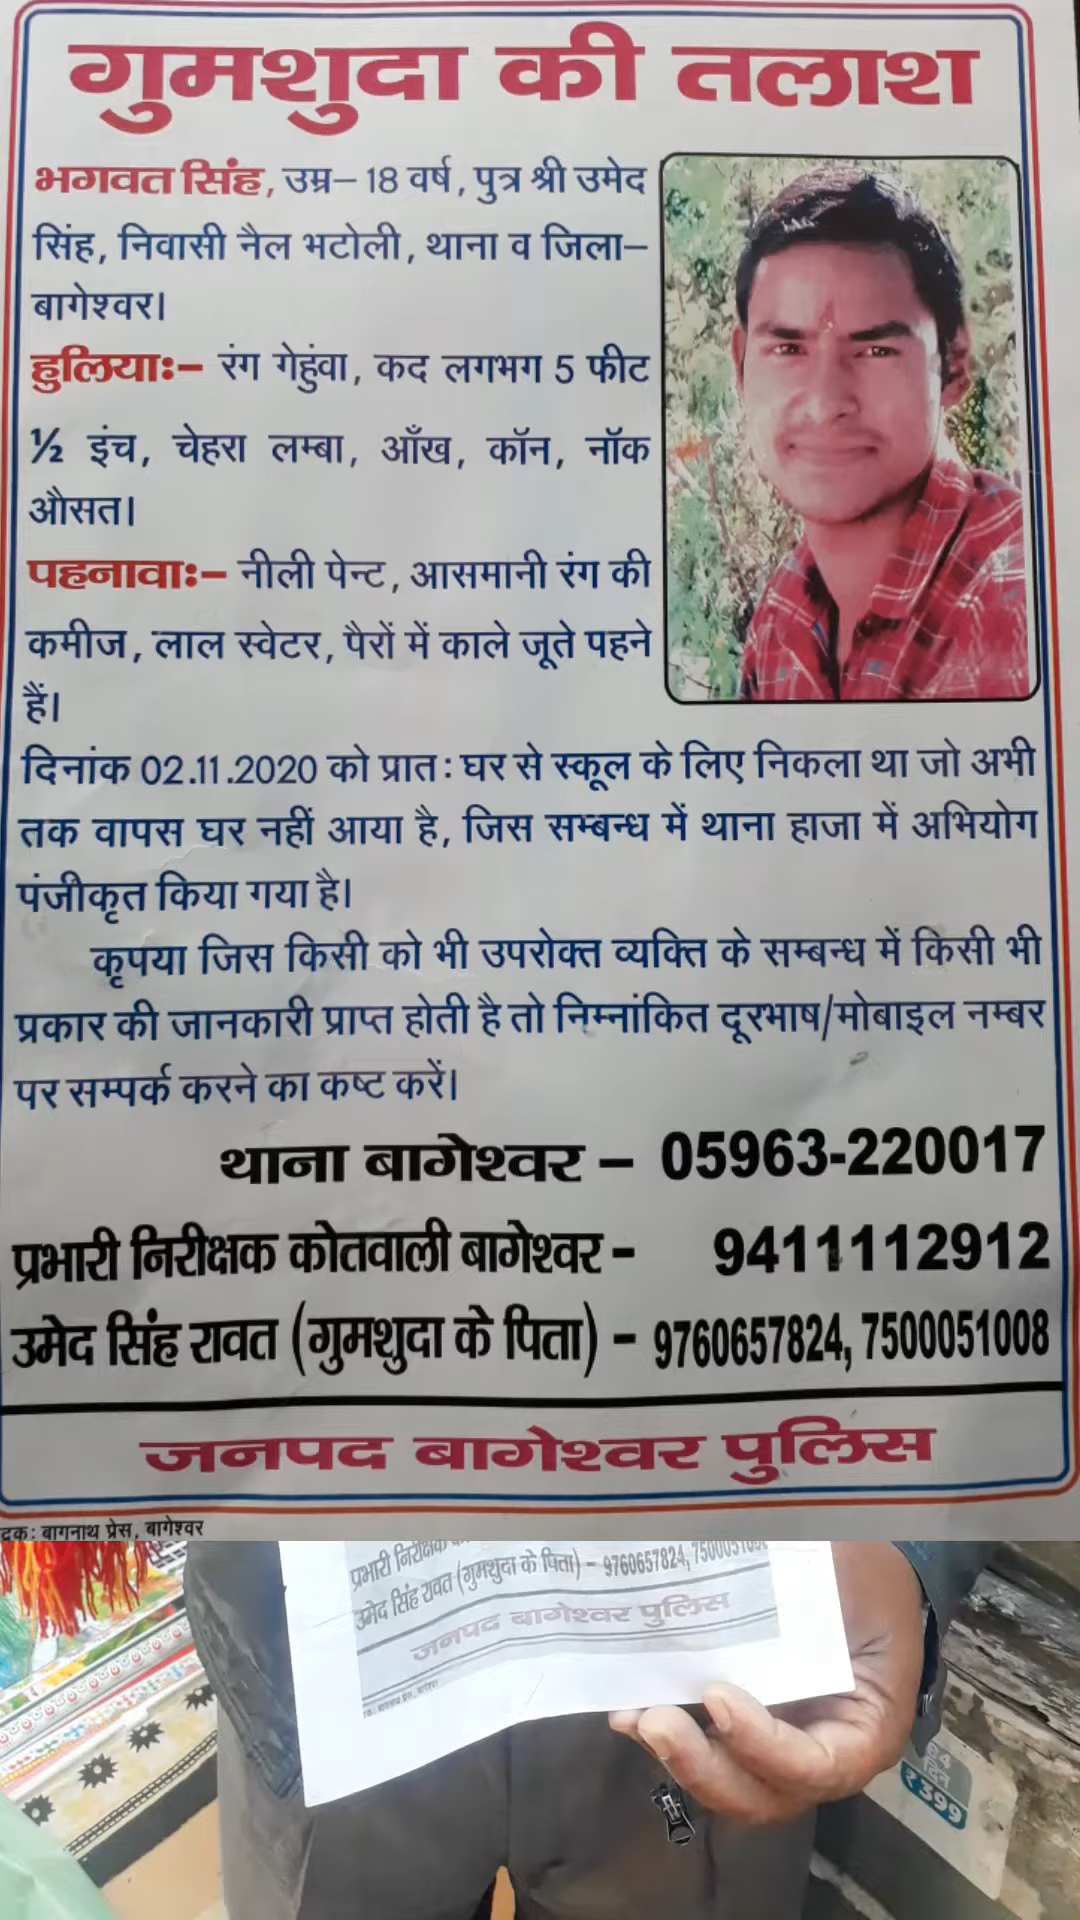 गुमशुदा की तलाश
भगवत सिंह, उम्र– 18 वर्ष, पुत्र श्री उमेद
सिंह, निवासी नैल भटोली, थाना व जिला–
बागेश्वर।
हुलियाः– रंग गेहुंवा, कद लगभग 5 फीट
½ इंच, चेहरा लम्बा, आँख, कॉन, नॉक
औसत।
पहनावाः– नीली पेन्ट, आसमानी रंग की
कमीज, लाल स्वेटर, पैरों में काले जूते पहने
हैं।
दिनांक 02.11.2020 को प्रातः घर से स्कूल के लिए निकला था जो अभी
तक वापस घर नहीं आया है, जिस सम्बन्ध में थाना हाजा में अभियोग
पंजीकृत किया गया है।
कृपया जिस किसी को भी उपरोक्त व्यक्ति के सम्बन्ध में किसी भी
प्रकार की जानकारी प्राप्त होती है तो निम्नांकित दूरभाष/मोबाइल नम्बर
पर सम्पर्क करने का कष्ट करें।
थाना बागेश्वर – 05963-220017
प्रभारी निरीक्षक कोतवाली बागेश्वर - 9411112912
उमेद सिंह रावत (गुमशुदा के पिता) - 9760657824, 7500051008
जनपद बागेश्वर पुलिस
द्रक: बागनाथ प्रेस, बागेश्वर
प्रभारी निरीक्षक
उमेद सिंह रावत (गुमशुदा के पिता) - 9760657824,
जनपद बागेश्वर पुलिस
84
दिन
₹399